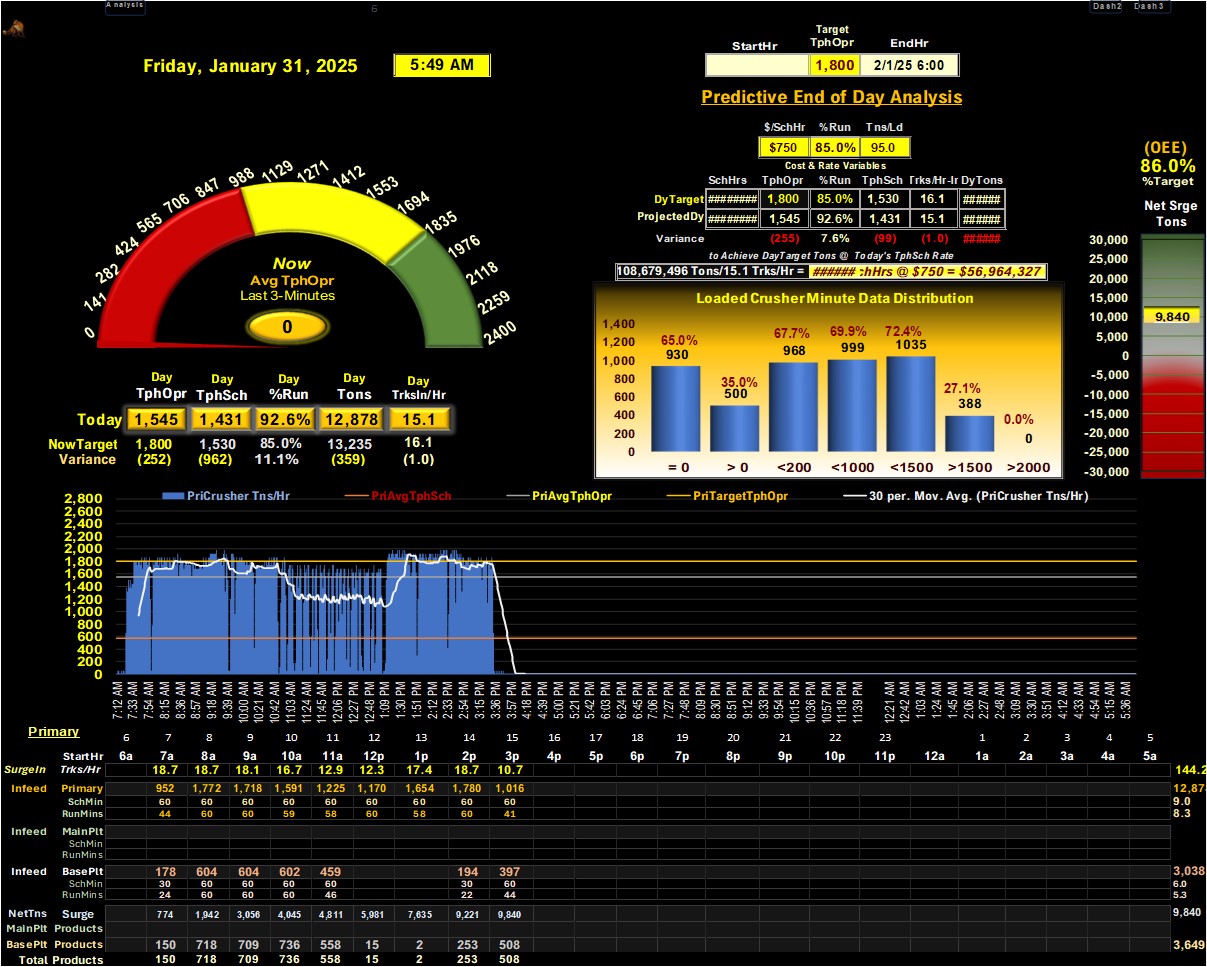 Analysis
6
Dash2 Dash3
Friday, January 31, 2025
5:49 AM
StartHr Target TphOpr EndHr
1,800 2/1/25 6:00
Predictive End of Day Analysis
$/SchHr %Run Tns/Ld
$750 85.0% 95.0
Cost & Rate Variables
SchHrs TphOpr %Run TphSch Trks/Hr-Ir DyTons
DyTarget ######## 1,800 85.0% 1,530 16.1 ######
ProjectedDy ######## 1,545 92.6% 1,431 15.1 ######
Variance (255) 7.6% (99) (1.0) ######
to Achieve DayTarget Tons @ Today's TphSch Rate
108,679,496 Tons/15.1 Trks/Hr = ###### :hHrs @ $750 = $56,964,327
(OEE)
86.0%
%Target
Net Srge
Tons
30,000
25,000
20,000
15,000
10,000
5,000
0
-5,000
-10,000
-15,000
-20,000
-25,000
-30,000
9,840
0
141
282
424
565
706
847
988
1129
1271
1412
1553
1694
1835
1976
2118
2259
2400
Now
Avg TphOpr
Last 3-Minutes
0
Loaded Crusher Minute Data Distribution
1,400
1,200
1,000
800
600
400
200
0
65.0% 35.0% 67.7% 69.9% 72.4% 27.1% 0.0%
930 500 968 999 1035 388 0
= 0 > 0 <200 <1000 <1500 >1500 >2000
Day Day Day Day Day
TphOpr TphSch %Run Tons TrksIn/Hr
Today 1,545 1,431 92.6% 12,878 15.1
NowTarget 1,800 1,530 85.0% 13,235 16.1
Variance (252) (962) 11.1% (359) (1.0)
PriCrusher Tns/Hr PriAvgTphSch PriAvgTphOpr PriTargetTphOpr 30 per. Mov. Avg. (PriCrusher Tns/Hr)
2,800
2,600
2,400
2,200
2,000
1,800
1,600
1,400
1,200
1,000
800
600
400
200
0
7:12 AM 7:33 AM 7:54 AM 8:15 AM 8:36 AM 8:57 AM 9:18 AM 9:39 AM 10:00 AM 10:21 AM 10:42 AM 11:03 AM 11:24 AM 11:45 AM 12:06 PM 12:27 PM 12:48 PM 1:09 PM 1:30 PM 1:51 PM 2:12 PM 2:33 PM 2:54 PM 3:15 PM 3:36 PM 3:57 PM 4:18 PM 4:39 PM 5:00 PM 5:21 PM 5:42 PM 6:03 PM 6:24 PM 6:45 PM 7:06 PM 7:27 PM 7:48 PM 8:09 PM 8:30 PM 8:51 PM 9:12 PM 9:33 PM 9:54 PM 10:15 PM 10:36 PM 10:57 PM 11:18 PM 11:39 PM 12:21 AM 12:42 AM 1:03 AM 1:24 AM 1:45 AM 2:06 AM 2:27 AM 2:48 AM 3:09 AM 3:30 AM 3:51 AM 4:12 AM 4:33 AM 4:54 AM 5:15 AM 5:36 AM
Primary
6 7 8 9 10 11 12 13 14 15 16 17 18 19 20 21 22 23 1 2 3 4 5
StartHr 6a 7a 8a 9a 10a 11a 12p 1p 2p 3p 4p 5p 6p 7p 8p 9p 10p 11p 12a 1a 2a 3a 4a 5a
SurgeIn Trks/Hr 18.7 18.7 18.1 16.7 12.9 12.3 17.4 18.7 10.7 144.2
Infeed Primary 952 1,772 1,718 1,591 1,225 1,170 1,654 1,780 1,016 12,87
SchMin 60 60 60 60 60 60 60 60 60 9.0
RunMins 44 60 60 59 58 60 58 60 41 8.3
Infeed MainPlt
SchMin
RunMins
Infeed BasePlt 178 604 604 602 459 194 397 3,038
SchMin 30 60 60 60 60 30 60 6.0
RunMins 24 60 60 60 46 22 44 5.3
NetTns Surge 774 1,942 3,056 4,045 4,811 5,981 7,635 9,221 9,840 9,840
MainPlt Products
BasePlt Products 150 718 709 736 558 15 2 253 508 3,649
Total Products 150 718 709 736 558 15 2 253 508